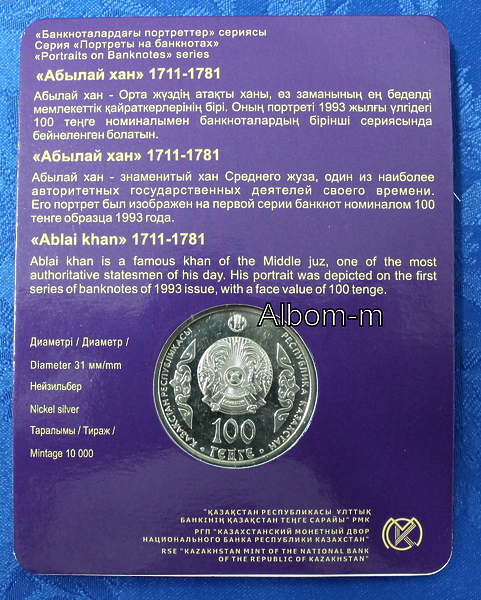 «Банкноталардағы портреттер» сериясы
Серия «Портреты на банкнотах»
«Portraits on Banknotes» series
«Абылай хан» 1711-1781
Абылай хан - Орта жүздің атақты ханы, өз заманының ең беделді
мемлекеттік қайраткерлерінің бірі. Оның портреті 1993 жылғы үлгідегі
100 теңге номиналымен банкноталардың бірінші сериясында
бейнеленген болатын.
«Абылай хан» 1711-1781
Абылай хан - знаменитый хан Среднего жуза, один из наиболее
авторитетных государственных деятелей своего времени.
Его портрет был изображен на первой серии банкнот номиналом 100
тенге образца 1993 года.
«Ablai khan» 1711-1781
Ablai khan is a famous khan of the Middle juz, one of the most
authoritative statesmen of his day. His portrait was depicted on the first
series of banknotes of 1993 issue, with a face value of 100 tenge.
Albom-m
Диаметрі / Диаметр /
Diameter 31 мм/mm
Нейзильбер
Nickel silver
Таралымы / Тираж /
Mintage 10 000
ҚАЗАҚСТАН РЕСПУБЛИКАСЫ
РЕСПУБЛИКА КАЗАХСТАН
100
ТЕҢГЕ
"ҚАЗАҚСТАН РЕСПУБЛИКАСЫ ҰЛТТЫҚ
БАНКІНІҢ ҚАЗАҚСТАН ТЕҢГЕ САРАЙЫ" РМК
РГП "КАЗАХСТАНСКИЙ МОНЕТНЫЙ ДВОР
НАЦИОНАЛЬНОГО БАНКА РЕСПУБЛИКИ КАЗАХСТАН"
RSE "KAZAKHSTAN MINT OF THE NATIONAL BANK
OF THE REPUBLIC OF KAZAKHSTAN"